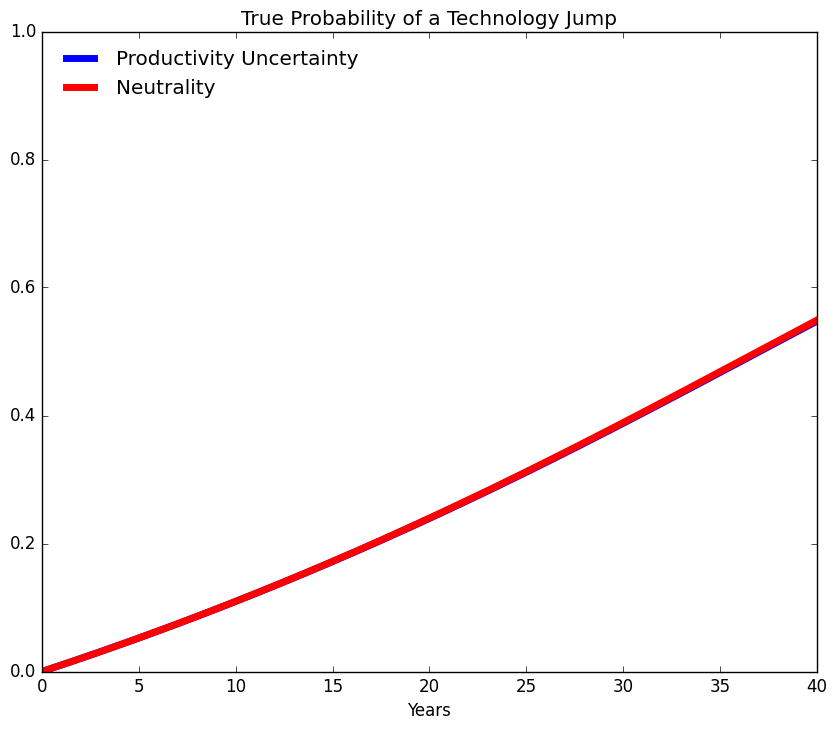 True Probability of a Technology Jump
1.0
Productivity Uncertainty
Neutrality
0.8
0.6
0.4
0.2
0.0
0 5 10 15 20 25 30 35 40
Years